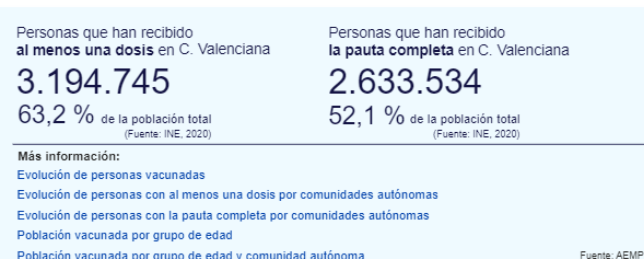 Personas que han recibido
al menos una dosis en C. Valenciana
3.194.745
63,2 % de la población total
(Fuente: INE, 2020)
Personas que han recibido
la pauta completa en C. Valenciana
2.633.534
52,1 % de la población total
(Fuente: INE, 2020)
Más información:
Evolución de personas vacunadas
Evolución de personas con al menos una dosis por comunidades autónomas
Evolución de personas con la pauta completa por comunidades autónomas
Población vacunada por grupo de edad
Población vacunada por grupo de edad y comunidad autónoma
Fuente: AEMP